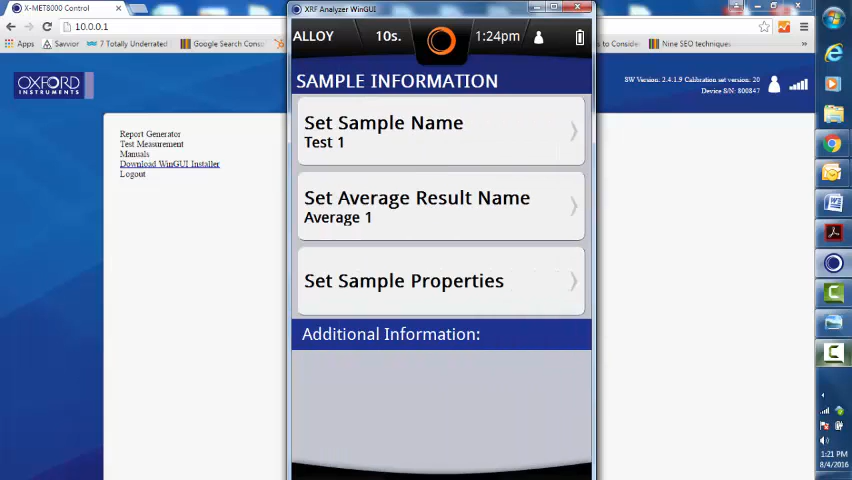 X-MET8000 Control
10.0.0.1
Apps
Savvior
7 Totally Underrated
Google Search Cons
s to Consider
Nine SEO techniques
OXFORD
INSTRUMENTS
SW Version: 2.4.1.9 Calibration set version: 20
Device S/N: 800847
Report Generator
Test Measurement
Manuals
Download WinGUI Installer
Logout
XRF Analyzer WinGUI
ALLOY
10s.
1:24pm
SAMPLE INFORMATION
Set Sample Name
Test 1
Set Average Result Name
Average 1
Set Sample Properties
Additional Information:
1:21 PM
8/4/2016